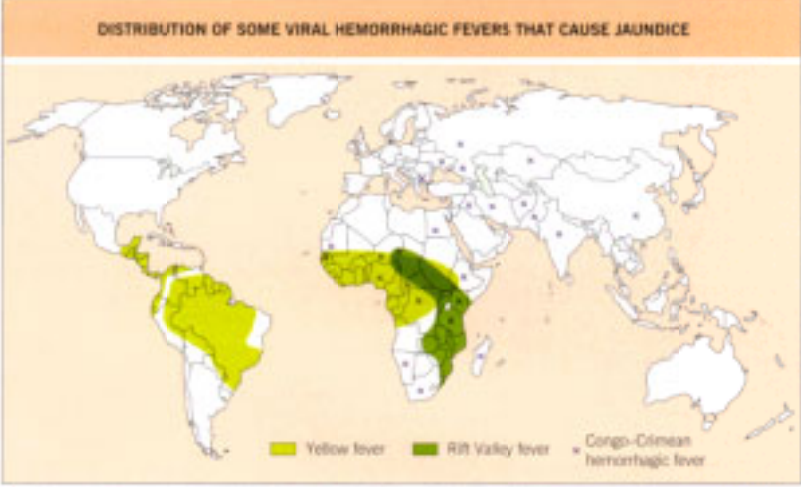 DISTRIBUTION OF SOME VIRAL HEMORRHAGIC FEVERS THAT CAUSE JAUNDICE
Yellow fever
Rift Valley fever
Congo–Crimean
hemorrhagic fever